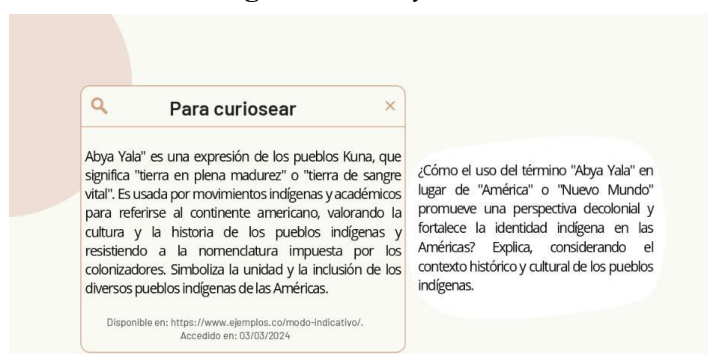 Para curiosear
Abya Yala" es una expresión de los pueblos Kuna, que
significa "tierra en plena madurez" o "tierra de sangre
vital". Es usada por movimientos indígenas y académicos
para referirse al continente americano, valorando la
cultura y la historia de los pueblos indígenas y
resistiendo a la nomenclatura impuesta por los
colonizadores. Simboliza la unidad y la inclusión de los
diversos pueblos indígenas de las Américas.
Disponible en: https://www.ejemplos.co/modo-indicativo/.
Accedido en: 03/03/2024
¿Cómo el uso del término "Abya Yala" en
lugar de "América" o "Nuevo Mundo"
promueve una perspectiva decolonial y
fortalece la identidad indígena en las
Américas? Explica, considerando el
contexto histórico y cultural de los pueblos
indígenas.